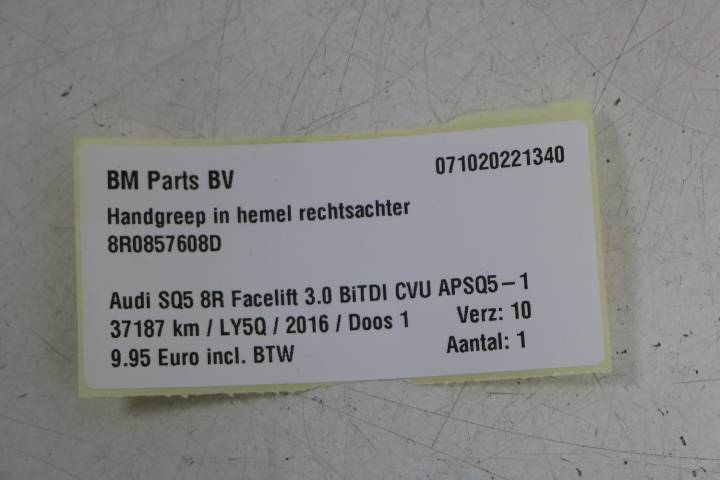 BM Parts BV 071020221340
Handgreep in hemel rechtsachter
8R0857608D
Audi SQ5 8R Facelift 3.0 BiTDI CVU APSQ5-1
37187 km / LY5Q / 2016 / Doos 1 Verz: 10
9.95 Euro incl. BTW Aantal: 1